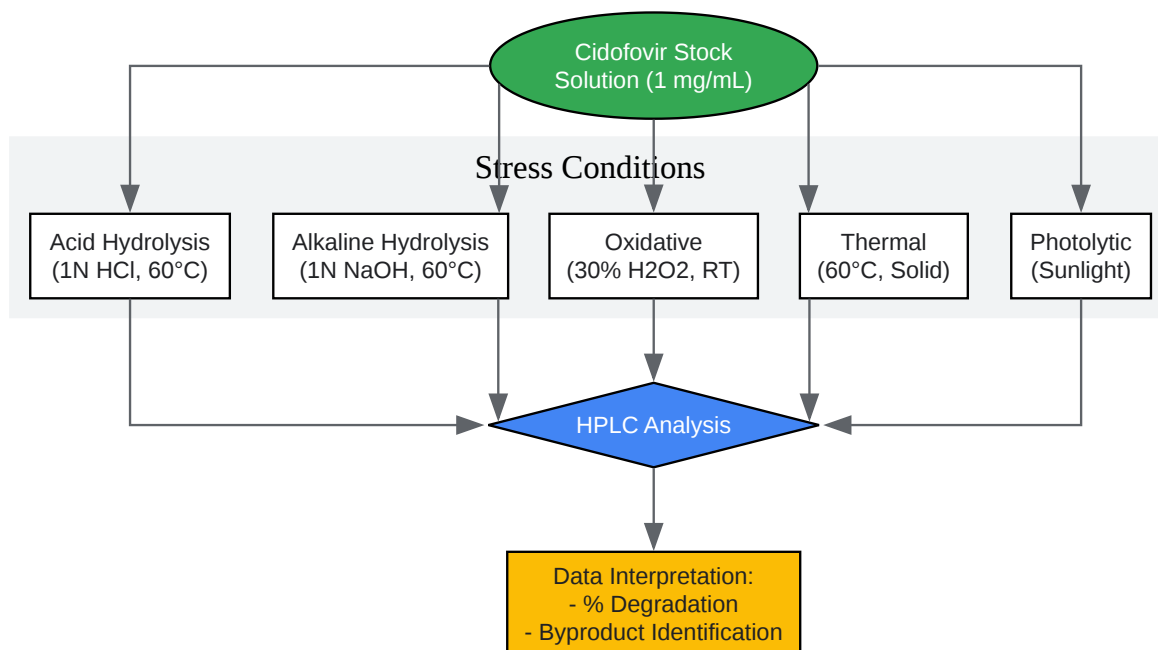 Cidofovir Stock
Solution (1 mg/mL)
Stress Conditions
Acid Hydrolysis
(1N HCl, 60°C)
Alkaline Hydrolysis
(1N NaOH, 60°C)
Oxidative
(30% H2O2, RT)
Thermal
(60°C, Solid)
Photolytic
(Sunlight)
HPLC Analysis
Data Interpretation:
- % Degradation
- Byproduct Identification